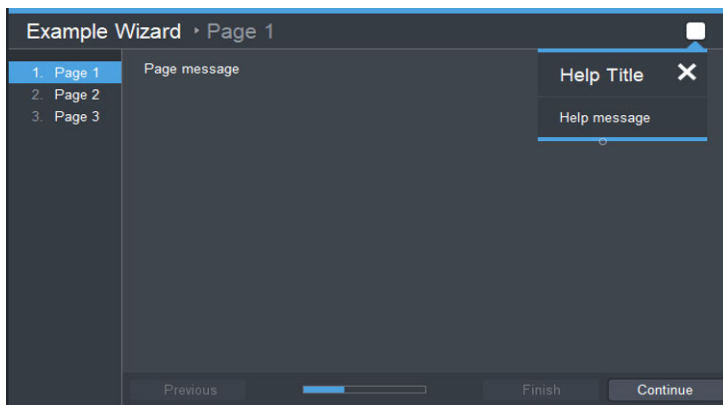 Example Wizard ‣ Page 1
1. Page 1
2. Page 2
3. Page 3
Page message
Help Title
Help message
Previous
Finish
Continue